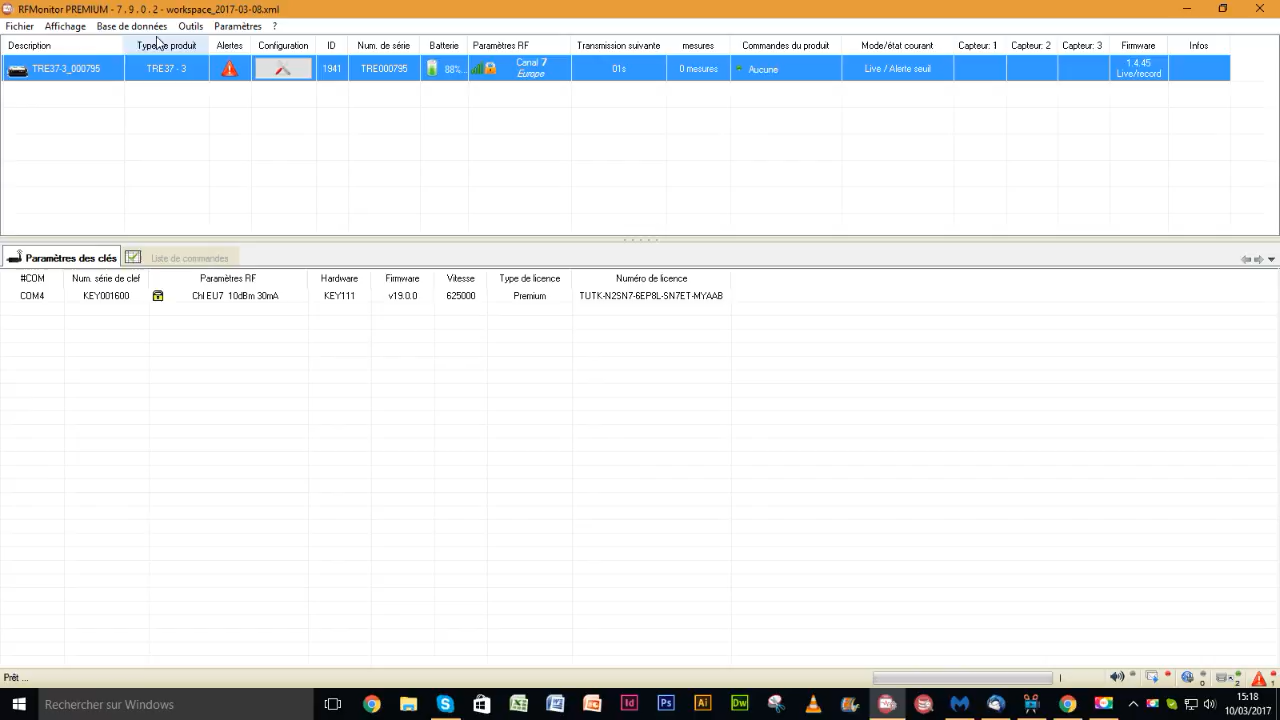 RFMonitor PREMIUM - 7 . 9 . 0 . 2 - workspace_2017-03-08.xml
Fichier Affichage Base de données Outils Paramètres ?
Description Type de produit Alertes Configuration ID Num. de série Batterie Paramètres RF Transmission suivante mesures Commandes du produit Mode/état courant Capteur: 1 Capteur: 2 Capteur: 3 Firmware Infos
TRE37-3_000795 TRE37 - 3 1941 TRE000795 88%... Canal 7 Europe 01s 0 mesures Aucune Live / Alerte seuil 1.4.45 Live/record
Paramètres des clés Liste de commandes
#COM Num. série de clef Paramètres RF Hardware Firmware Vitesse Type de licence Numéro de licence
COM4 KEY001600 Chl EU7 10dBm 30mA KEY111 v19.0.0 625000 Premium TUTK-N2SN7-6EP8L-SN7ET-MYAAB
Prêt ...
Rechercher sur Windows
15:18
10/03/2017